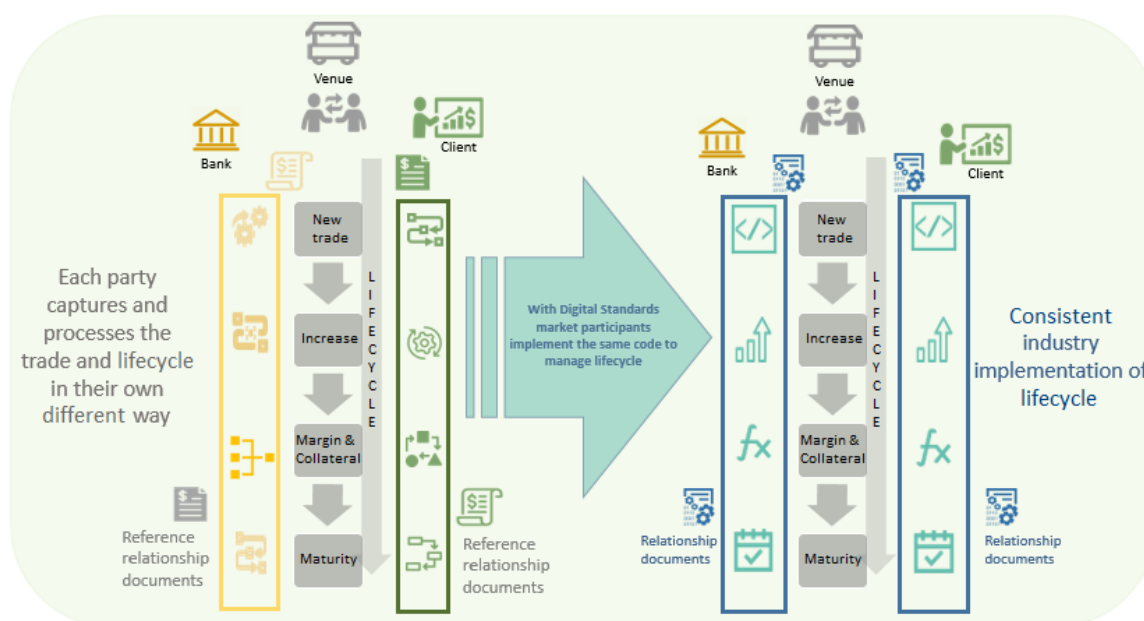 Venue
Bank
Client
Each party
captures and
processes the
trade and lifecycle
in their own
different way
New
trade
Increase
Margin &
Collateral
Maturity
LIFECYCLE
Reference
relationship
documents
Reference
relationship
documents
With Digital Standards
market participants
implement the same code to
manage lifecycle
Venue
Bank
Client
</>
</>
New
trade
Increase
Margin &
Collateral
Maturity
LIFECYCLE
fx
fx
Relationship
documents
Relationship
documents
Consistent
industry
implementation of
lifecycle